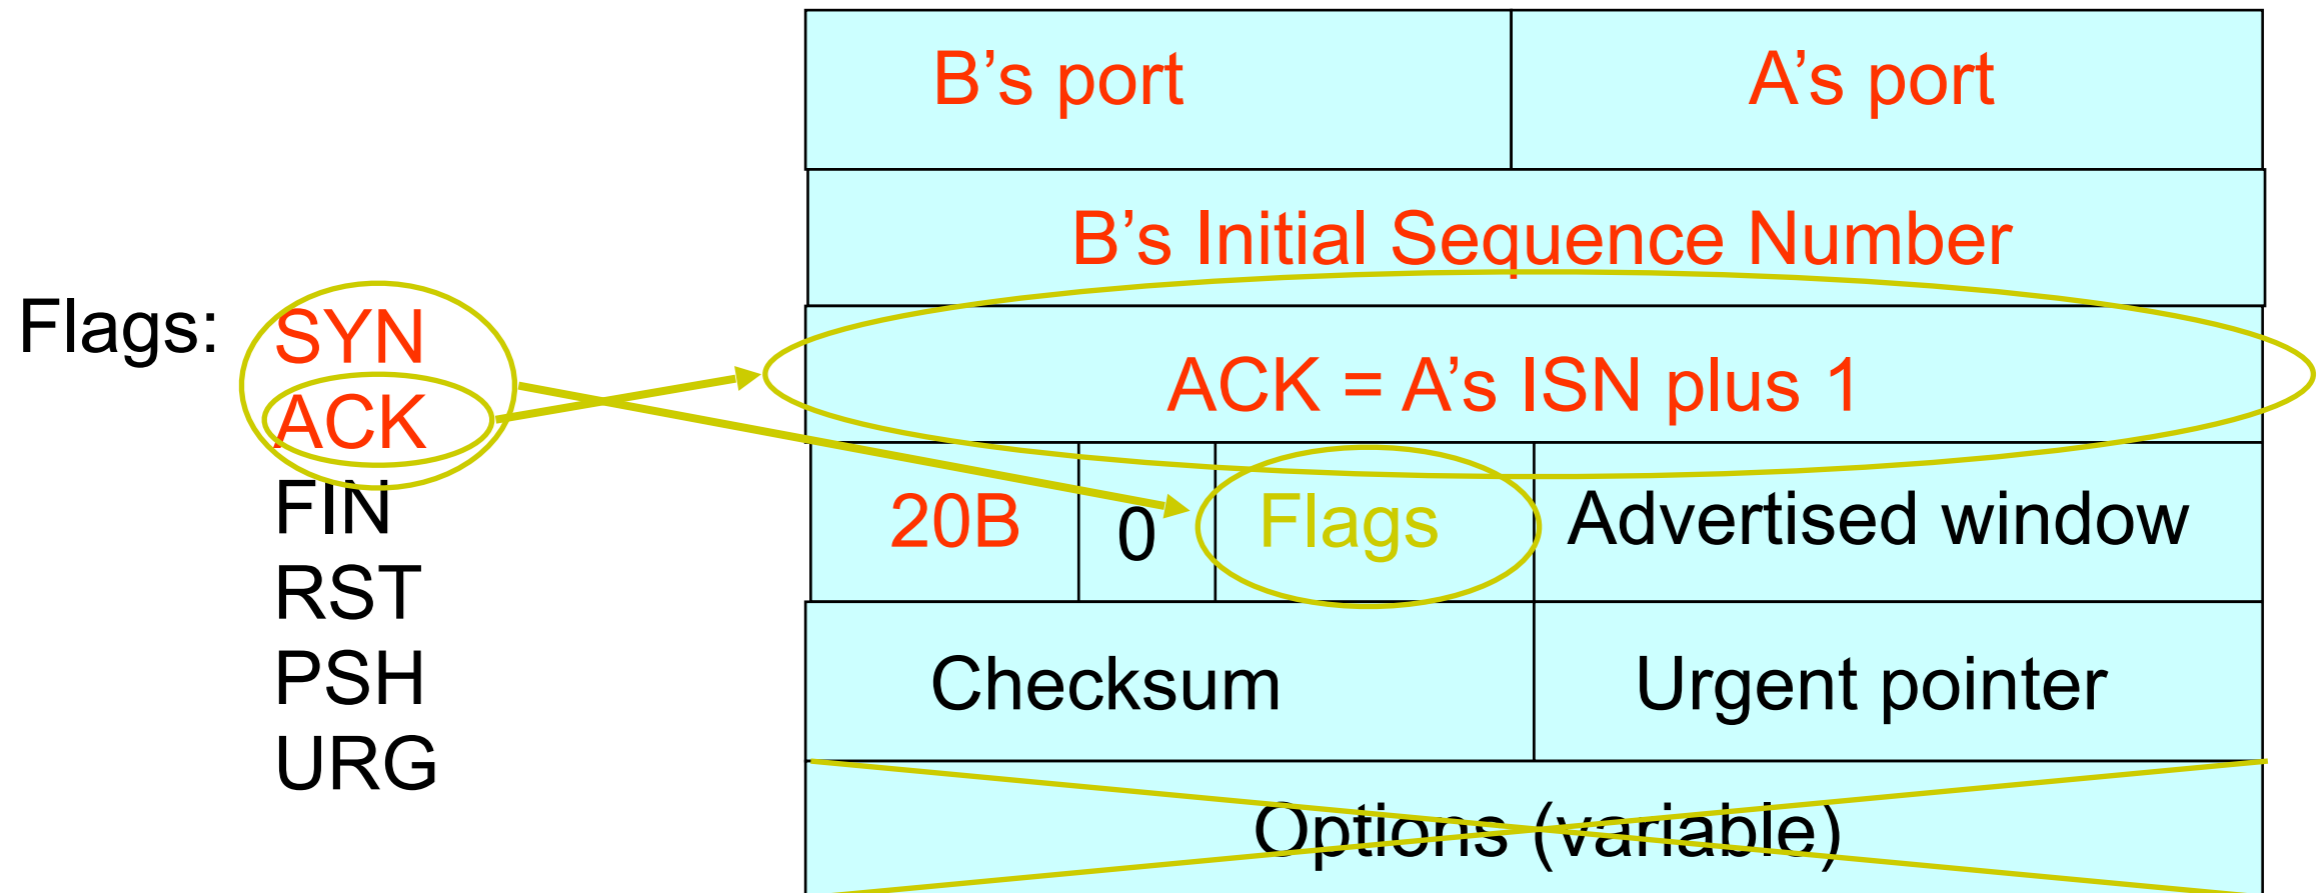 B’s port A’s port
B’s Initial Sequence Number
Flags: SYN
ACK
FIN
RST
PSH
URG
ACK = A’s ISN plus 1
20B 0 Flags Advertised window
Checksum Urgent pointer
Options (variable)